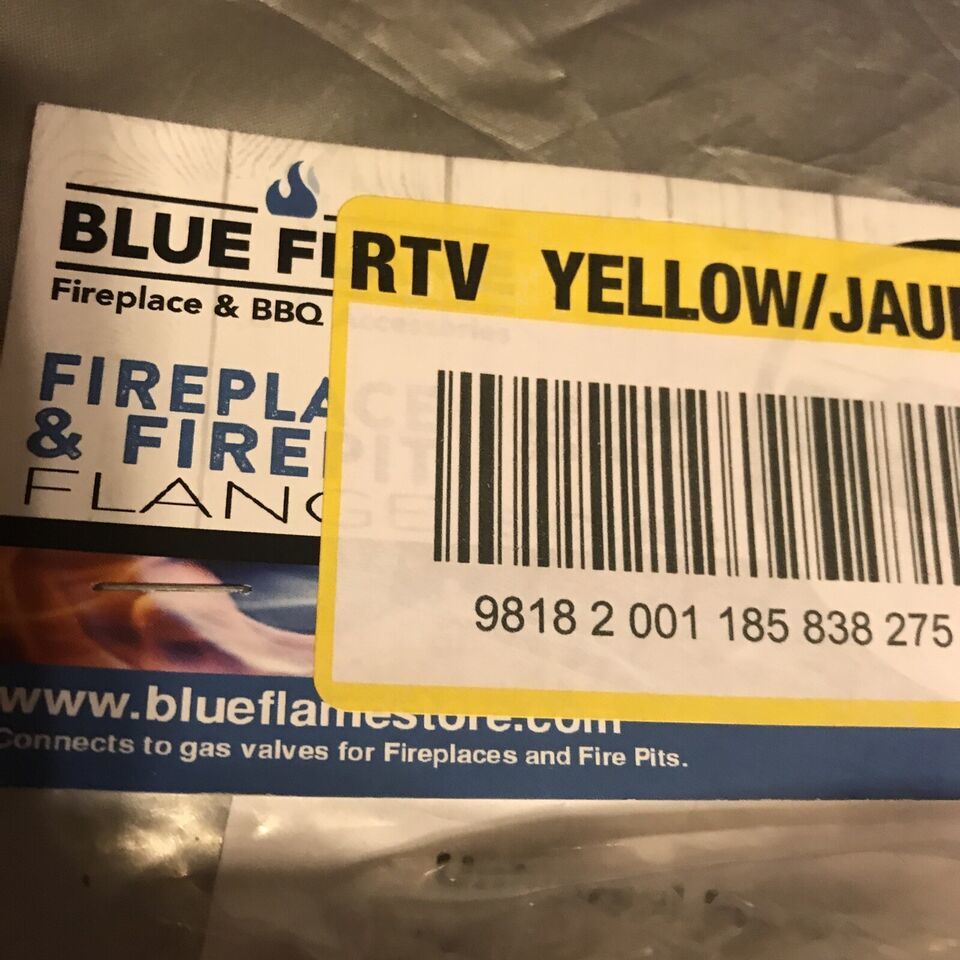 BLUE FI
Fireplace & BBQ
FIREPLA
& FIRE
FLANG
RTV YELLOW/JAU
9818 2 001 185 838 275
www.blueflamestore.com
Connects to gas valves for Fireplaces and Fire Pits.